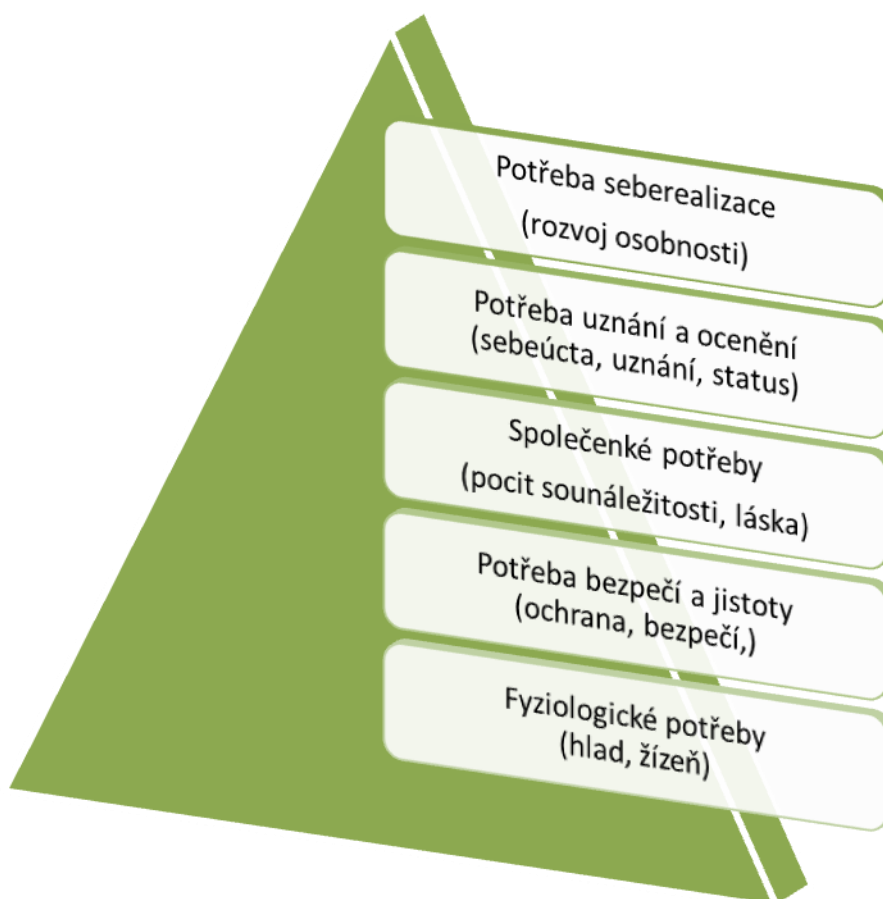 Potřeba seberealizace
(rozvoj osobnosti)
Potřeba uznání a ocenění
(sebeúcta, uznání, status)
Společenké potřeby
(pocit sounáležitosti, láska)
Potřeba bezpečí a jistoty
(ochrana, bezpečí,)
Fyziologické potřeby
(hlad, žízeň)